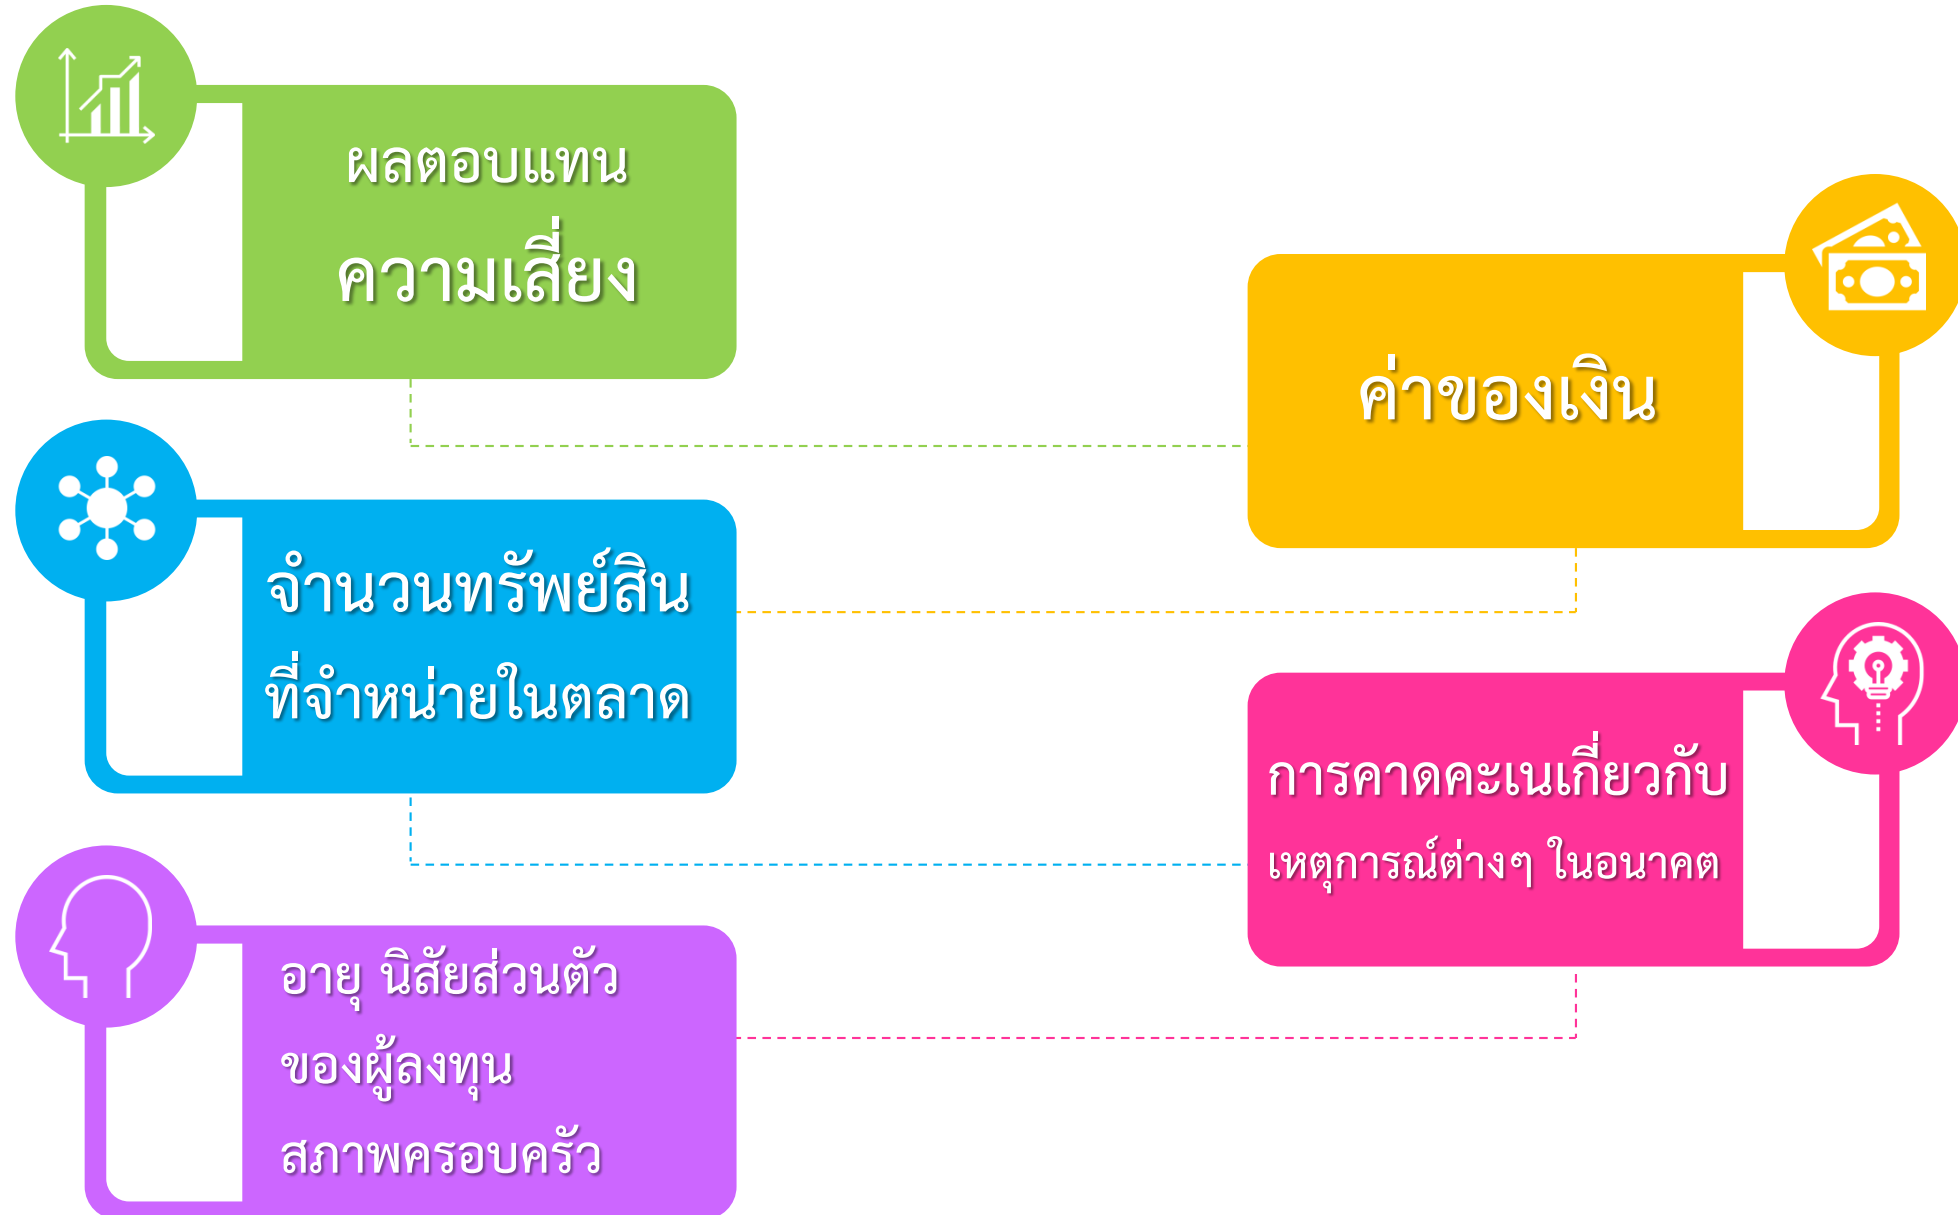 ผลตอบแทน
ความเสี่ยง
ค่าของเงิน
จำนวนทรัพย์สิน
ที่จำหน่ายในตลาด
การคาดคะเนเกี่ยวกับ
เหตุการณ์ต่างๆ ในอนาคต
อายุ นิสัยส่วนตัว
ของผู้ลงทุน
สภาพครอบครัว